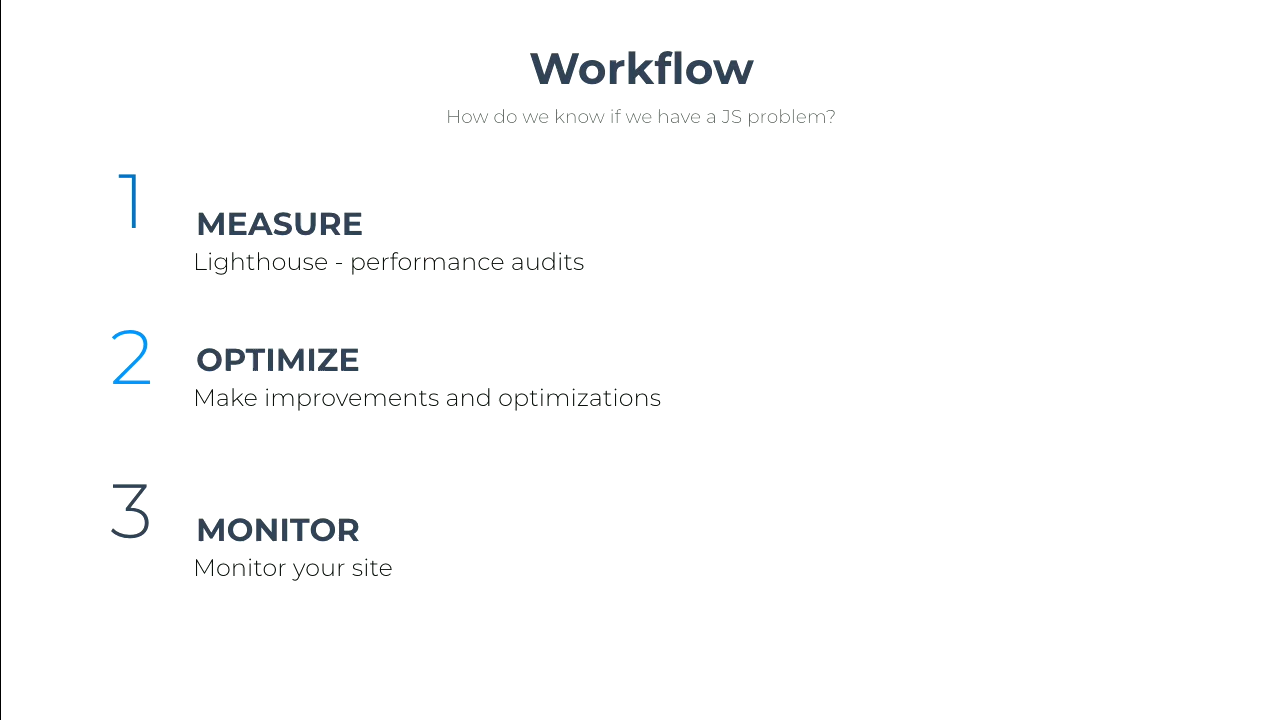 Workflow
How do we know if we have a JS problem?
1
MEASURE
Lighthouse - performance audits
2
OPTIMIZE
Make improvements and optimizations
3
MONITOR
Monitor your site